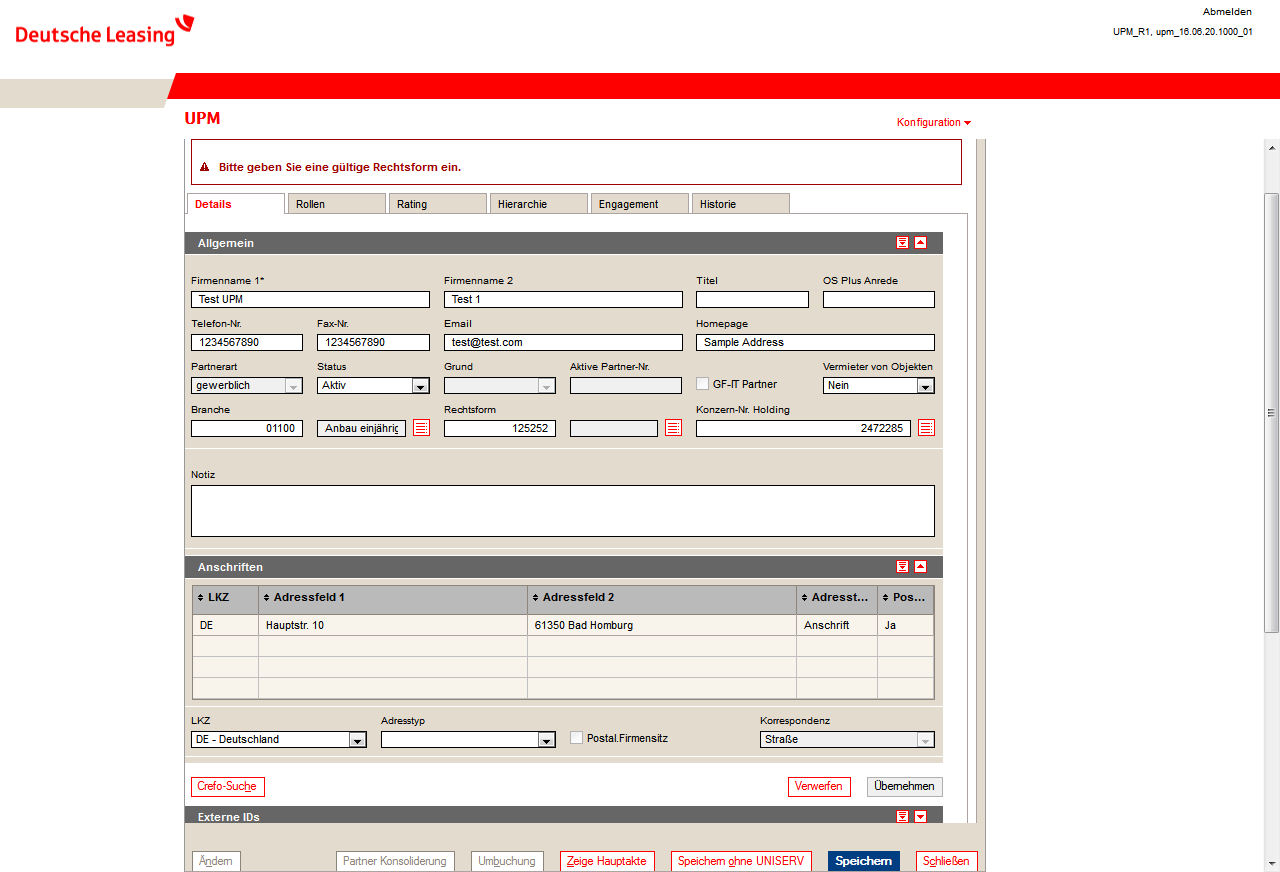 Deutsche Leasing
Abmelden
UPM_R1, upm_16.06.20.1000_01
UPM
Konfiguration
Bitte geben Sie eine gültige Rechtsform ein.
Details Rollen Rating Hierarchie Engagement Historie
Allgemein
Firmenname 1* Firmenname 2 Titel OS Plus Anrede
Test UPM Test 1
Telefon-Nr. Fax-Nr. Email Homepage
1234567890 1234567890 test@test.com Sample Address
Partnerart Status Grund Aktive Partner-Nr. Vermieter von Objekten
gewerblich Aktiv GF-IT Partner Nein
Branche Rechtsform Konzern-Nr. Holding
01100 Anbau einjährig 125252 2472285
Notiz
Anschriften
LKZ Adressfeld 1 Adressfeld 2 Adresst... Pos...
DE Hauptstr. 10 61350 Bad Homburg Anschrift Ja
LKZ Adresstyp Korrespondenz
DE - Deutschland Postal.Firmensitz Straße
Crefo-Suche Verwerfen Übernehmen
Externe IDs
Ändern Partner Konsolidierung Umbuchung Zeige Hauptakte Speichern ohne UNISERV Speichern Schließen